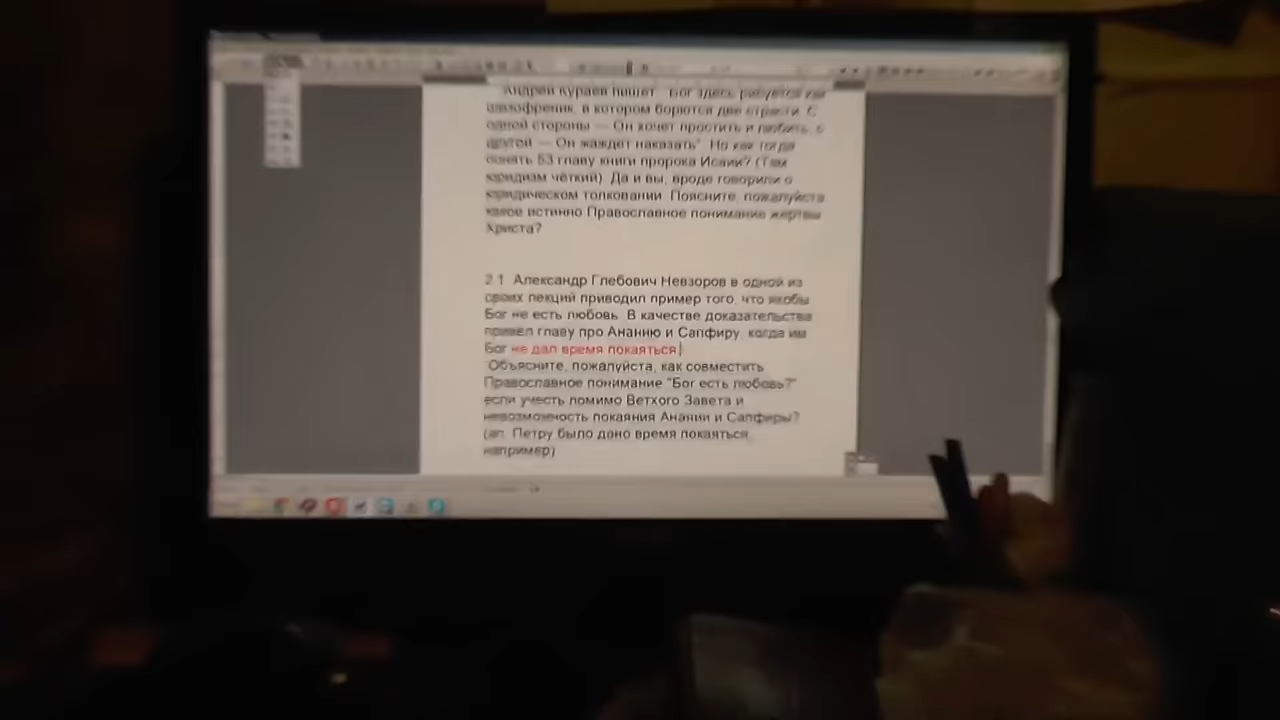 Андрей Кураев пишет "Бог здесь рисуется как
шизофреник, в котором борются две страсти. С
одной стороны — Он хочет простить и любить, с
другой — Он жаждет наказать". Но как тогда
понять 53 главу книги пророка Исаии? (Там
юридизм чёткий). Да и вы, вроде говорили о
юридическом толковании. Поясните, пожалуйста
какое истинно Православное понимание жертвы
Христа?
2.1. Александр Глебович Невзоров в одной из
своих лекций приводил пример того, что якобы
Бог не есть любовь. В качестве доказательства
привёл главу про Ананию и Сапфиру, когда им
Бог не дал время покаяться.
Объясните, пожалуйста, как совместить
Православное понимание "Бог есть любовь?"
если учесть помимо Ветхого Завета и
невозможность покаяния Анании и Сапфиры?
(ап. Петру было дано время покаяться,
например)